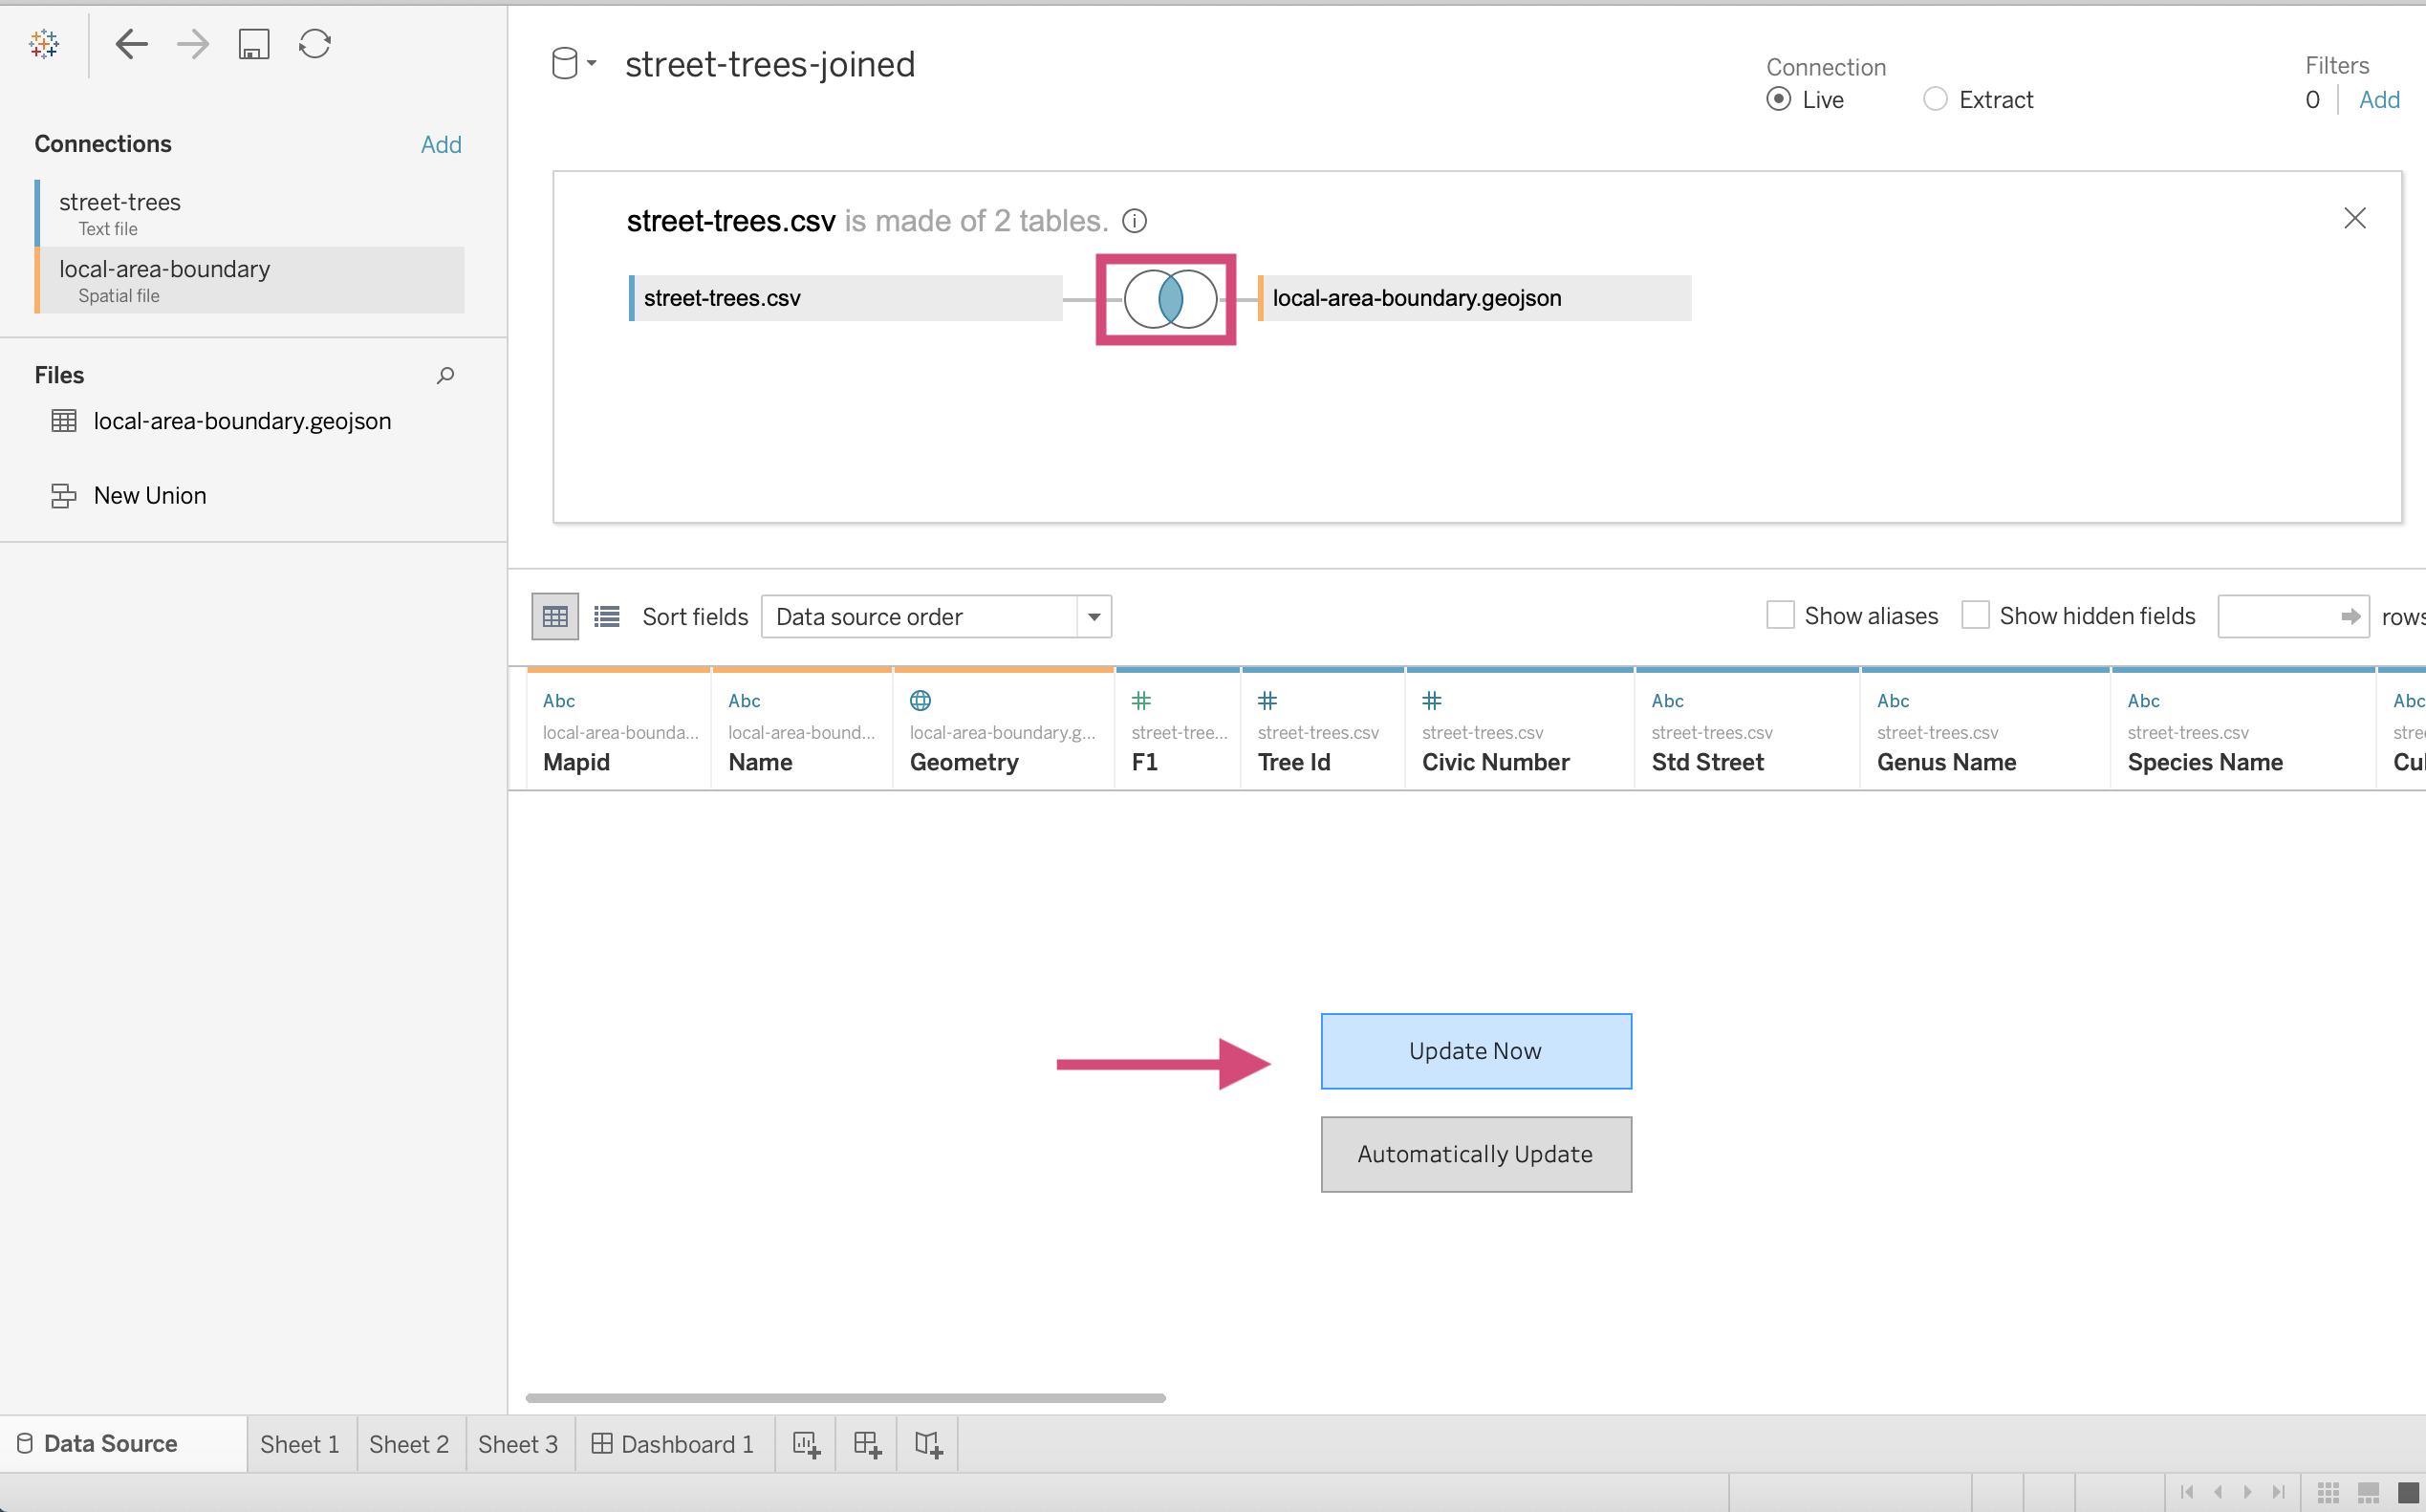 street-trees-joined
Connection
Live
Extract
Filters
0
Add
Connections
Add
street-trees
Text file
local-area-boundary
Spatial file
Files
local-area-boundary.geojson
New Union
street-trees.csv is made of 2 tables.
street-trees.csv
local-area-boundary.geojson
Sort fields
Data source order
Show aliases
Show hidden fields
rows
Abc
local-area-bounda...
Mapid
Abc
local-area-bound...
Name
local-area-boundary.g...
Geometry
#
street-tree...
F1
#
street-trees.csv
Tree Id
#
street-trees.csv
Civic Number
Abc
street-trees.csv
Std Street
Abc
street-trees.csv
Genus Name
Abc
street-trees.csv
Species Name
Abc
stre
Cul
Update Now
Automatically Update
Data Source
Sheet 1
Sheet 2
Sheet 3
Dashboard 1